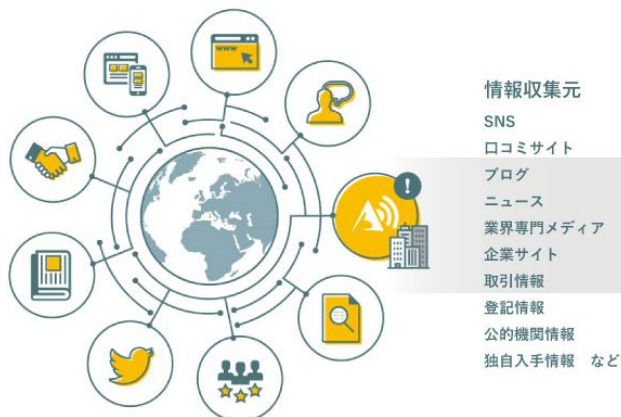 www
情報収集元
SNS
口コミサイト
ブログ
ニュース
業界専門メディア
企業サイト
取引情報
登記情報
公的機関情報
独自入手情報　など
!